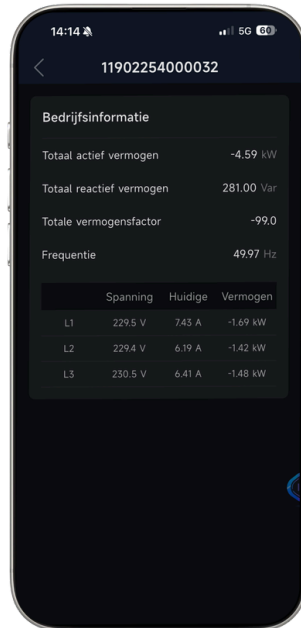 14:14
5G 60
11902254000032
Bedrijfsinformatie
Totaal actief vermogen -4.59 kW
Totaal reactief vermogen 281.00 Var
Totale vermogensfactor -99.0
Frequentie 49.97 Hz
Spanning Huidige Vermogen
L1 229.5 V 7.43 A -1.69 kW
L2 229.4 V 6.19 A -1.42 kW
L3 230.5 V 6.41 A -1.48 kW